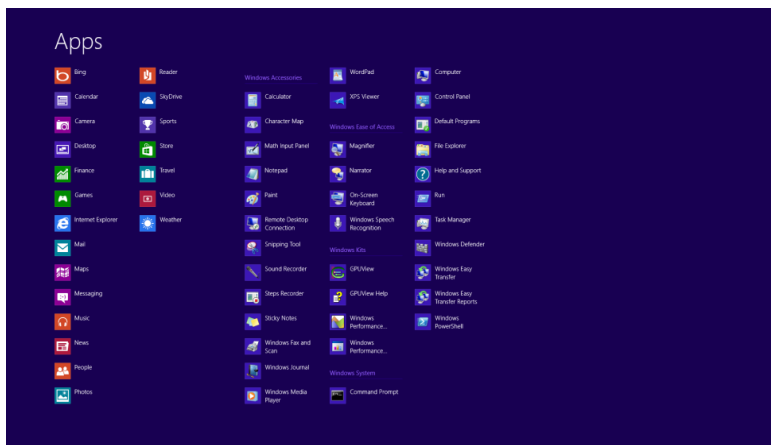 Apps
Bing
Calendar
Camera
Desktop
Finance
Games
Internet Explorer
Mail
Maps
Messaging
Music
News
People
Photos
Reader
SkyDrive
Sports
Store
Travel
Video
Weather
Windows Accessories
Calculator
Character Map
Math Input Panel
Notepad
Paint
Remote Desktop
Connection
Snipping Tool
Sound Recorder
Steps Recorder
Sticky Notes
Windows Fax and
Scan
Windows Journal
Windows Media
Player
WordPad
XPS Viewer
Windows Ease of Access
Magnifier
Narrator
On-Screen
Keyboard
Windows Speech
Recognition
Windows Kits
GPUView
GPUView Help
Windows
Performance...
Windows
Performance...
Windows System
Command Prompt
Computer
Control Panel
Default Programs
File Explorer
Help and Support
Run
Task Manager
Windows Defender
Windows Easy
Transfer
Windows Easy
Transfer Reports
Windows
PowerShell